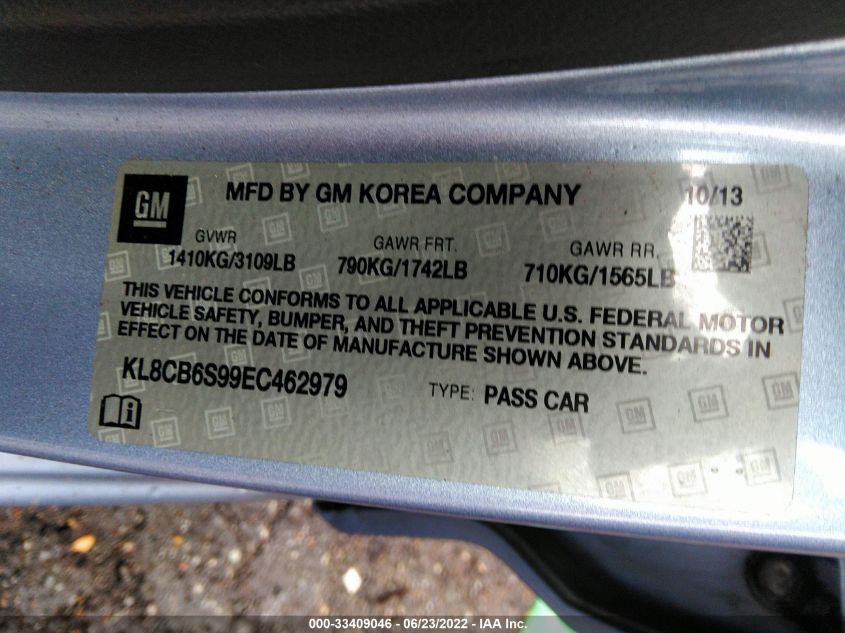 GM MFD BY GM KOREA COMPANY 10/13
GVWR GAWR FRT. GAWR RR.
1410KG/3109LB 790KG/1742LB 710KG/1565LB
THIS VEHICLE CONFORMS TO ALL APPLICABLE U.S. FEDERAL MOTOR
VEHICLE SAFETY, BUMPER, AND THEFT PREVENTION STANDARDS IN
EFFECT ON THE DATE OF MANUFACTURE SHOWN ABOVE.
KL8CB6S99EC462979 TYPE: PASS CAR
000-33409046 - 06/23/2022 - © IAA Inc.